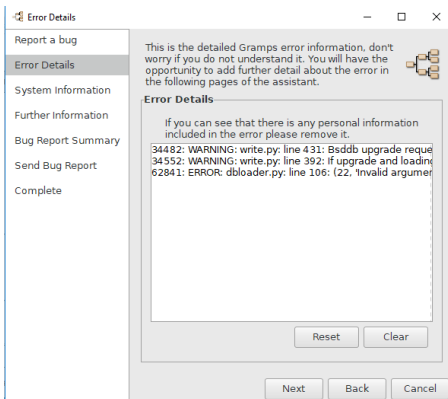 Error Details
Report a bug
Error Details
System Information
Further Information
Bug Report Summary
Send Bug Report
Complete
This is the detailed Gramps error information, don't
worry if you do not understand it. You will have the
opportunity to add further detail about the error in
the following pages of the assistant.
Error Details
If you can see that there is any personal information
included in the error please remove it.
34482: WARNING: write.py: line 431: Bsddb upgrade reque
34552: WARNING: write.py: line 392: If upgrade and loading
62841: ERROR: dbloader.py: line 106: (22, 'Invalid argumer
Reset Clear
Next Back Cancel